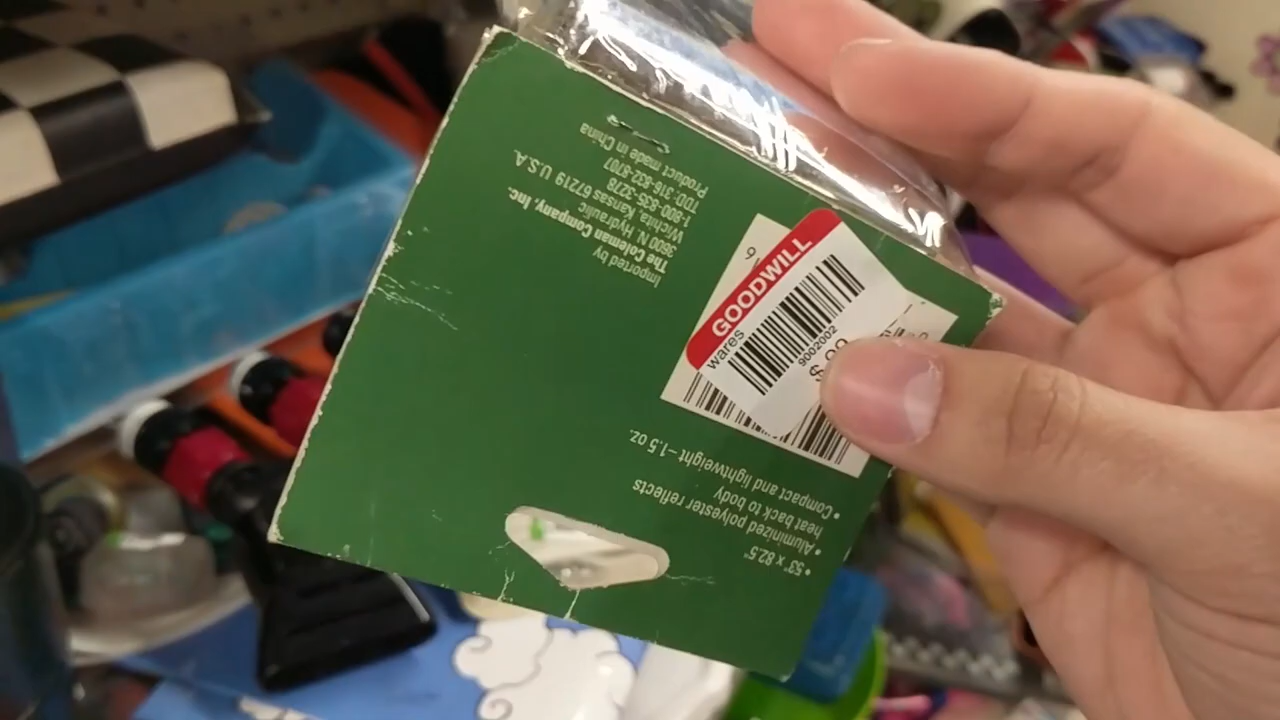 • 53" x 82.5"
• Aluminized polyester reflects
heat back to body
• Compact and lightweight – 1.5 oz.
GOODWILL
wares
9002002
Imported by
The Coleman Company, Inc.
3600 N. Hydraulic
Wichita, Kansas 67219 U.S.A.
1-800-835-3278
TDD: 316-832-8707
Product made in China